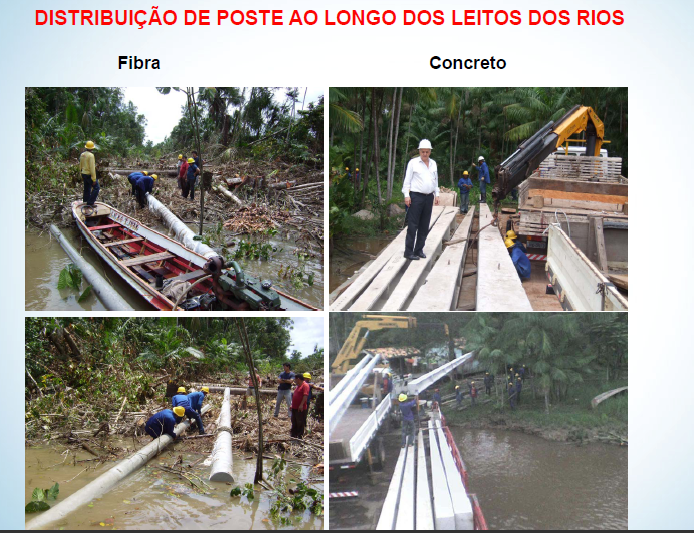 DISTRIBUIÇÃO DE POSTE AO LONGO DOS LEITOS DOS RIOS
Fibra
Concreto